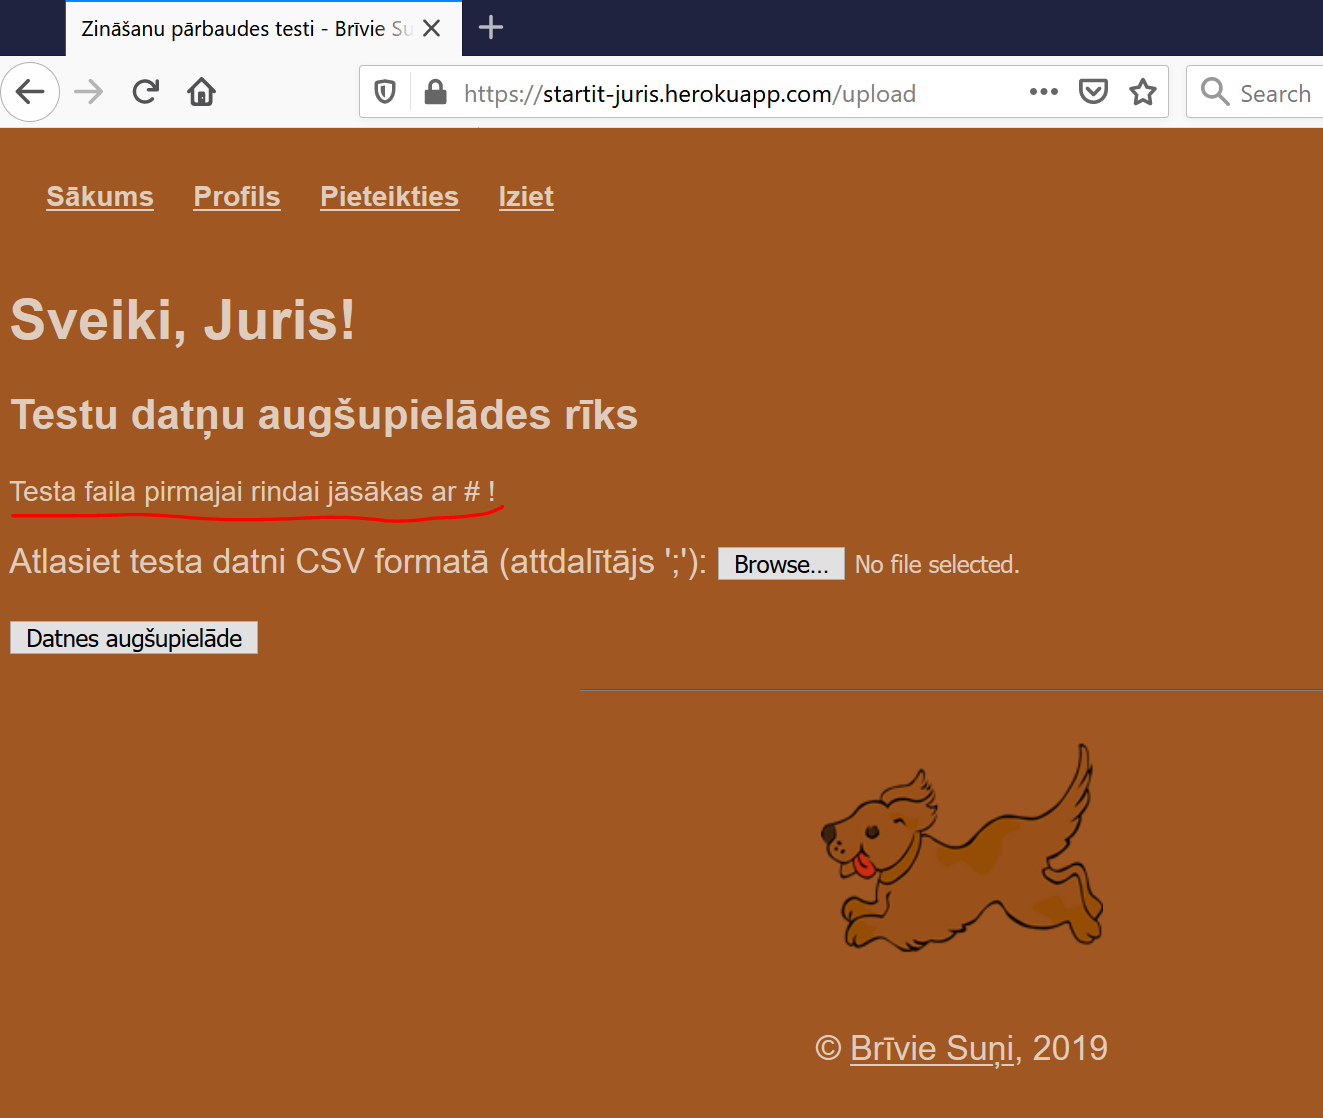 Zināšanu pārbaudes testi - Brīvie Su
https://startit-juris.herokuapp.com/upload
Search
Sākums Profils Pieteikties Iziet
Sveiki, Juris!
Testu datņu augšupielādes rīks
Testa faila pirmajai rindai jāsākas ar # !
Atlasiet testa datni CSV formatā (attdalītājs ';'): Browse... No file selected.
Datnes augšupielāde
© Brīvie Suņi, 2019